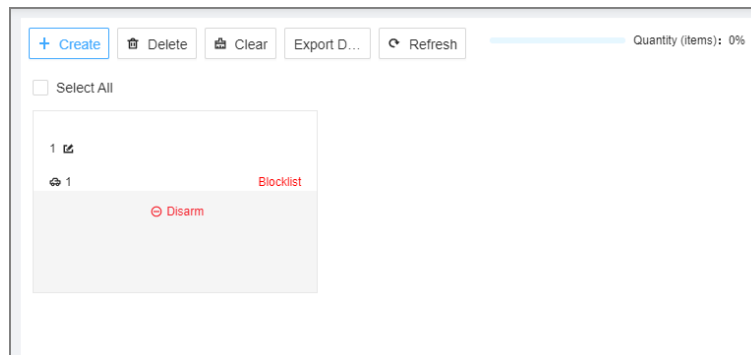 + Create Delete Clear Export D... Refresh Quantity (items): 0%
Select All
1
1 Blocklist
Disarm